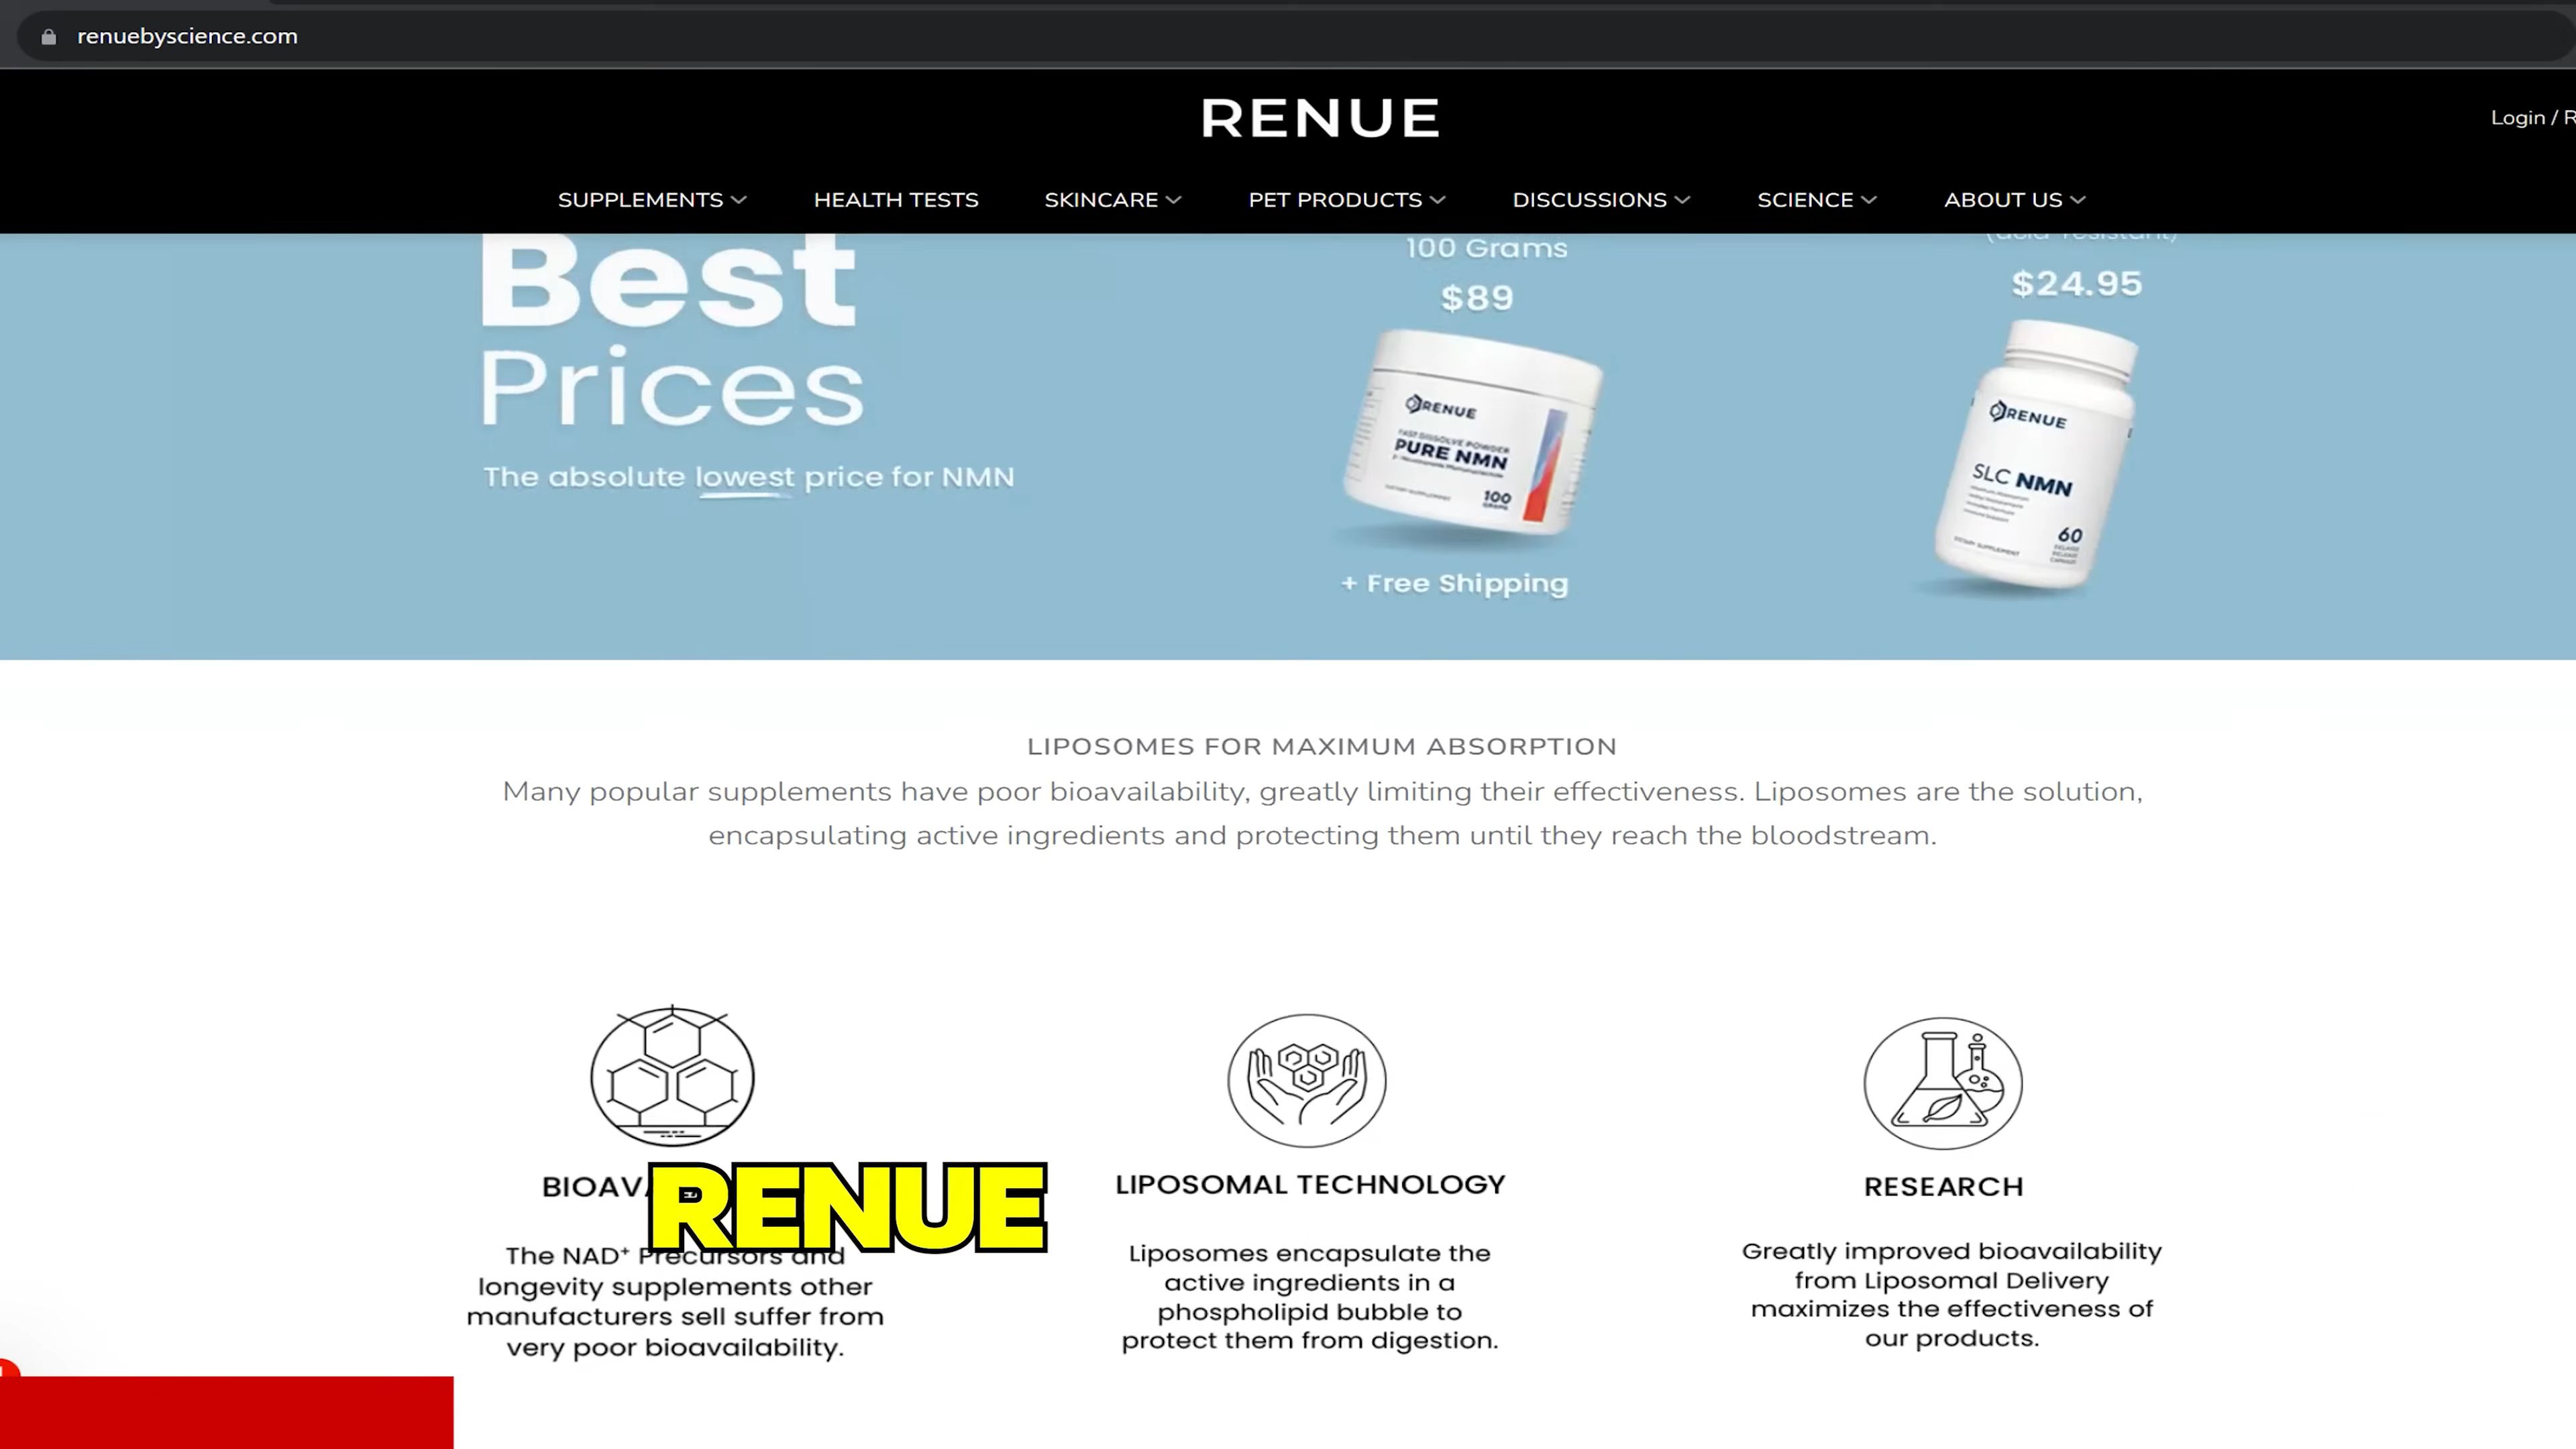 renuebyscience.com
RENUE
Login / R
SUPPLEMENTS HEALTH TESTS SKINCARE PET PRODUCTS DISCUSSIONS SCIENCE ABOUT US
Best
Prices
The absolute lowest price for NMN
100 Grams
$89
RENUE
FAST DISSOLVE POWDER
PURE NMN
DIETARY SUPPLEMENT
100
GRAMS
+ Free Shipping
(acid-resistant)
$24.95
RENUE
SLC NMN
60
DIETARY SUPPLEMENT
LIPOSOMES FOR MAXIMUM ABSORPTION
Many popular supplements have poor bioavailability, greatly limiting their effectiveness. Liposomes are the solution,
encapsulating active ingredients and protecting them until they reach the bloodstream.
BIOAVA
RENUE
The NAD⁺ Precursors and
longevity supplements other
manufacturers sell suffer from
very poor bioavailability.
LIPOSOMAL TECHNOLOGY
Liposomes encapsulate the
active ingredients in a
phospholipid bubble to
protect them from digestion.
RESEARCH
Greatly improved bioavailability
from Liposomal Delivery
maximizes the effectiveness of
our products.